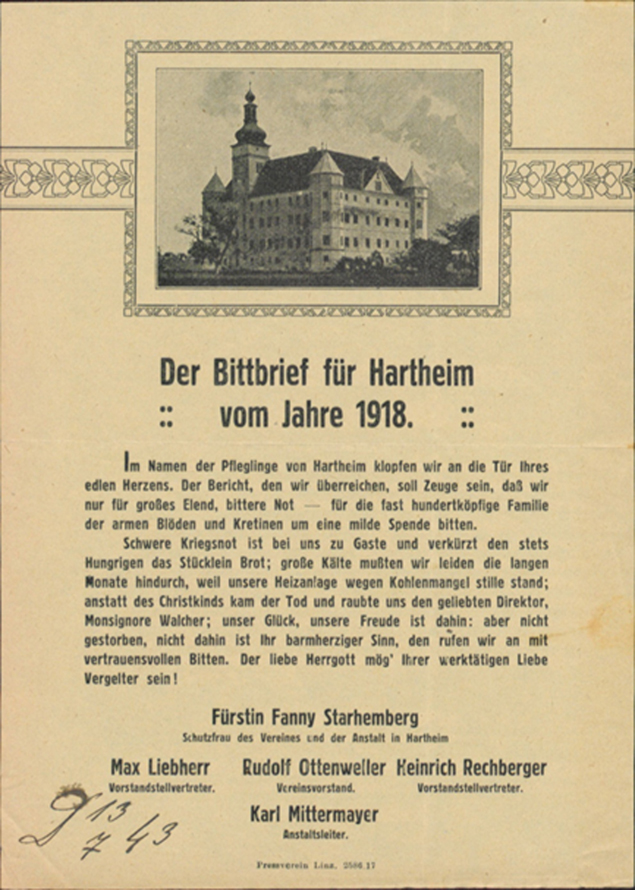 Der Bittbrief für Hartheim
:: vom Jahre 1918. ::
Im Namen der Pfleglinge von Hartheim klopfen wir an die Tür Ihres
edlen Herzens. Der Bericht, den wir überreichen, soll Zeuge sein, daß wir
nur für großes Elend, bittere Not — für die fast hundertköpfige Familie
der armen Blöden und Kretinen um eine milde Spende bitten.
Schwere Kriegsnot ist bei uns zu Gaste und verkürzt den stets
Hungrigen das Stücklein Brot; große Kälte mußten wir leiden die langen
Monate hindurch, weil unsere Heizanlage wegen Kohlenmangel stille stand;
anstatt des Christkinds kam der Tod und raubte uns den geliebten Direktor,
Monsignore Walcher; unser Glück, unsere Freude ist dahin: aber nicht
gestorben, nicht dahin ist Ihr barmherziger Sinn, den rufen wir an mit
vertrauensvollen Bitten. Der liebe Herrgott mög' Ihrer werktätigen Liebe
Vergelter sein!
Fürstin Fanny Starhemberg
Schutzfrau des Vereines und der Anstalt in Hartheim
Max Liebherr Rudolf Ottenweller Heinrich Rechberger
Vorstandstellvertreter. Vereinsvorstand. Vorstandstellvertreter.
Karl Mittermayer
Anstaltsleiter.
13
7 43
Pressverein Linz. 2586 17